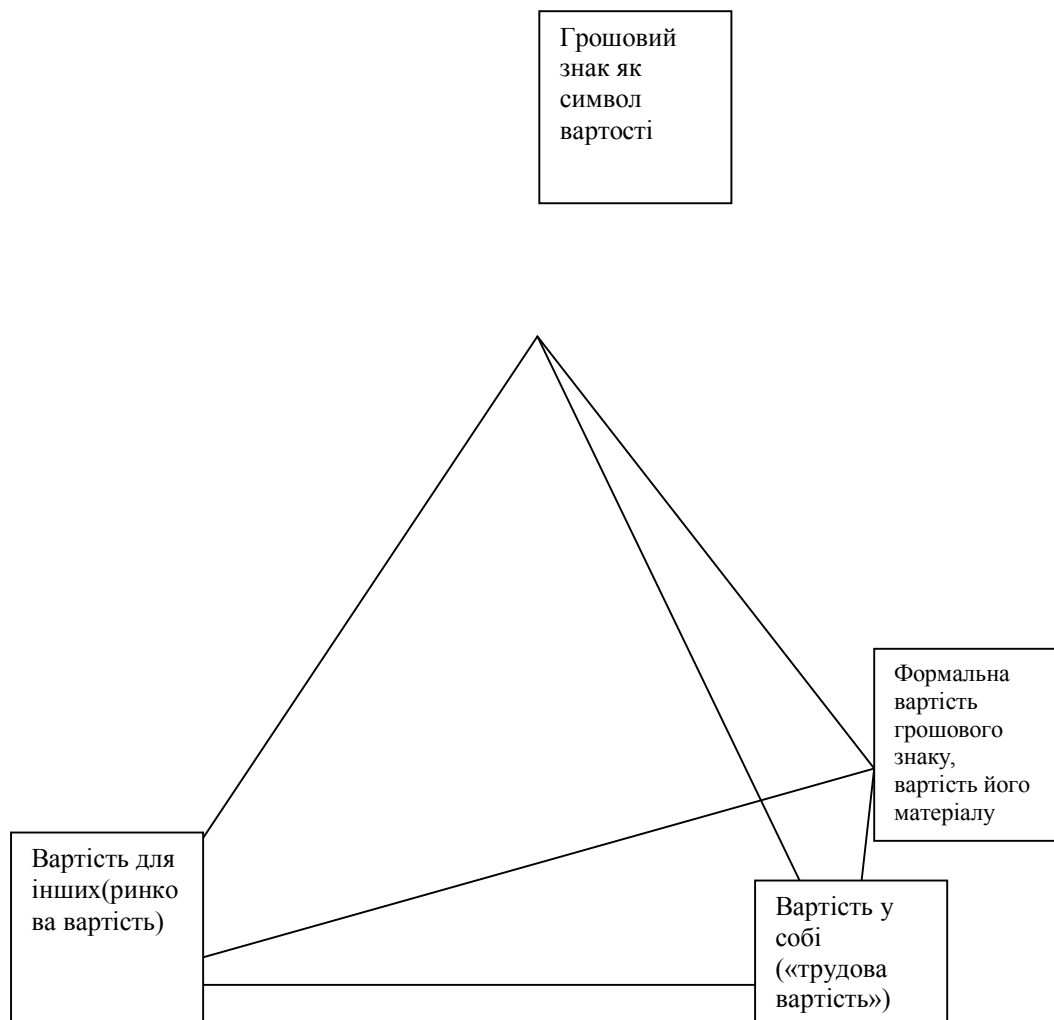 Грошовий
знак як
символ
вартості
Формальна
вартість
грошового
знаку,
вартість його
матеріалу
Вартість для
інших(ринко
ва вартість)
Вартість у
собі
(«трудова
вартість»)